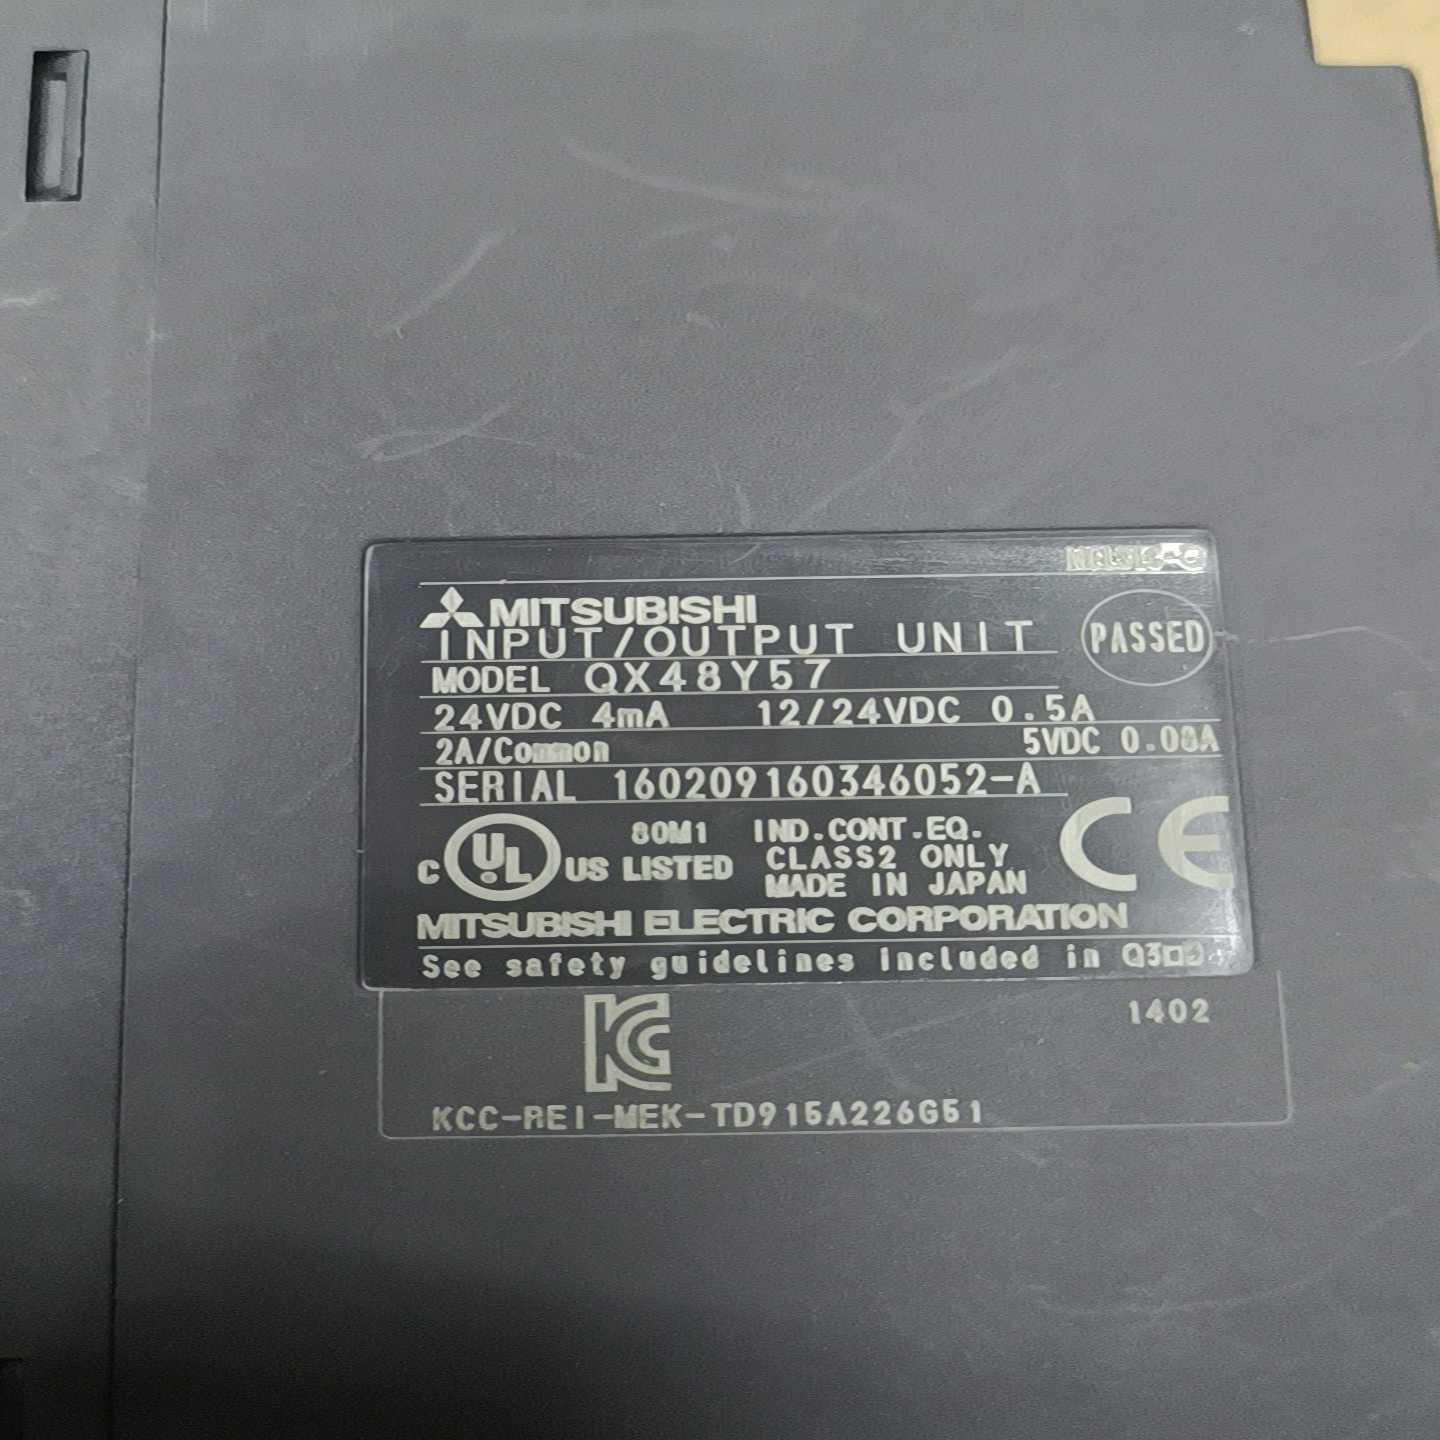 MITSUBISHI
INPUT/OUTPUT UNIT
PASSED
MODEL QX48Y57
24VDC 4mA 12/24VDC 0.5A
2A/Common 5VDC 0.08A
SERIAL 160209160346052-A
C UL US LISTED 80M1 IND.CONT.EQ.
CLASS2 ONLY
MADE IN JAPAN
CE
MITSUBISHI ELECTRIC CORPORATION
See safety guidelines included in
KC
1402
KCC-REI-MEK-TD915A226G51